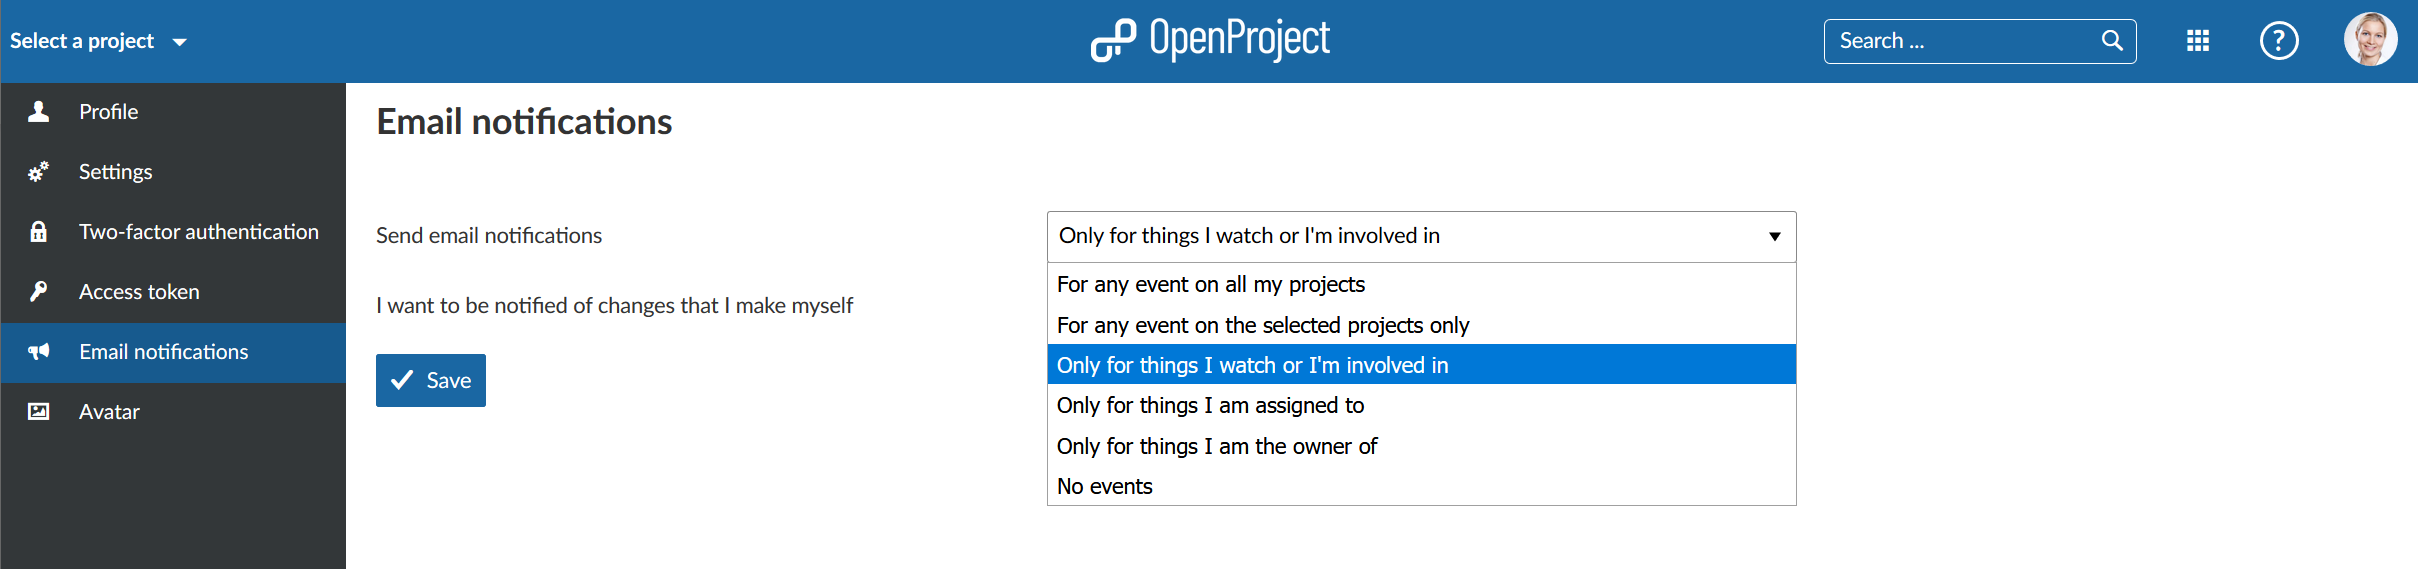 Select a project
OpenProject
Search ...
?
Profile
Settings
Two-factor authentication
Access token
Email notifications
Avatar
Email notifications
Send email notifications
Only for things I watch or I'm involved in
For any event on all my projects
For any event on the selected projects only
Only for things I watch or I'm involved in
Only for things I am assigned to
Only for things I am the owner of
No events
I want to be notified of changes that I make myself
Save